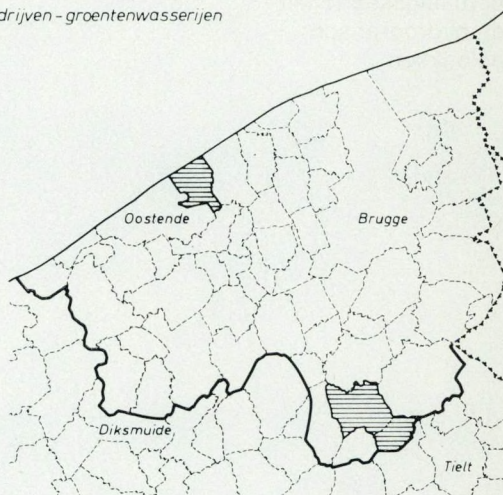 drijven - groentenwasserijen
Oostende
Brugge
Diksmuide
Tielt